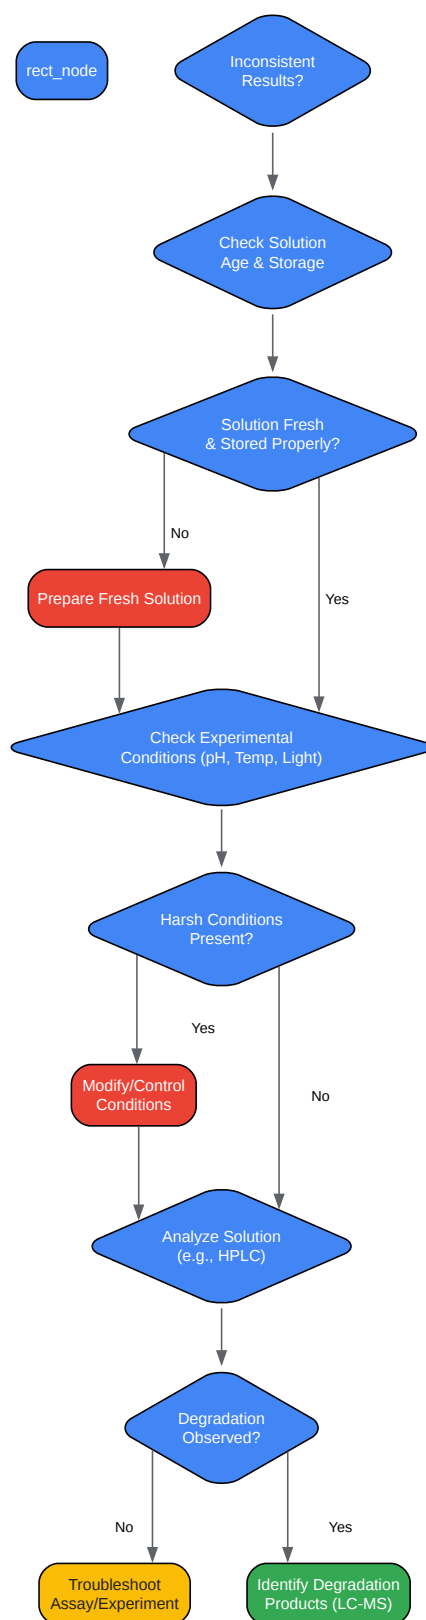 rect_node
Inconsistent
Results?
Check Solution
Age & Storage
Solution Fresh
& Stored Properly?
No
Prepare Fresh Solution
Yes
Check Experimental
Conditions (pH, Temp, Light)
Harsh Conditions
Present?
Yes
Modify/Control
Conditions
No
Analyze Solution
(e.g., HPLC)
Degradation
Observed?
No
Yes
Troubleshoot
Assay/Experiment
Identify Degradation
Products (LC-MS)